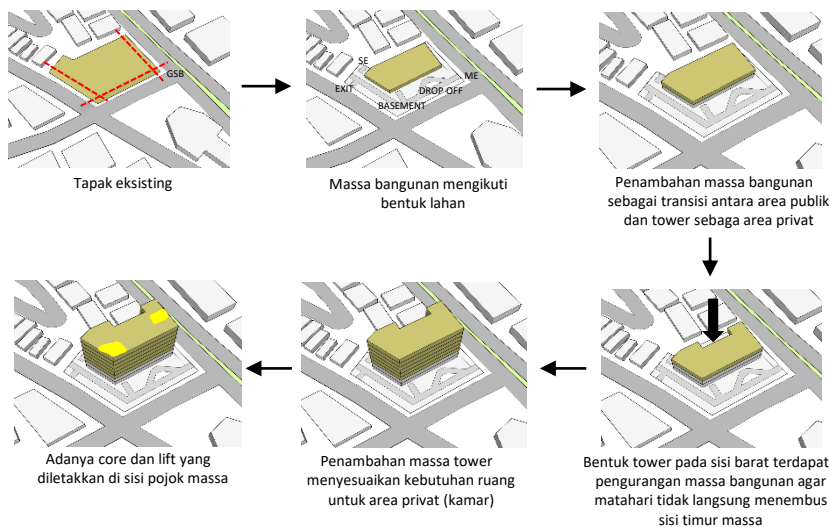 GSB
Tapak eksisting
SE
ME
EXIT
DROP OFF
BASEMENT
Massa bangunan mengikuti
bentuk lahan
Penambahan massa bangunan
sebagai transisi antara area publik
dan tower sebaga area privat
Bentuk tower pada sisi barat terdapat
pengurangan massa bangunan agar
matahari tidak langsung menembus
sisi timur massa
Penambahan massa tower
menyesuaikan kebutuhan ruang
untuk area privat (kamar)
Adanya core dan lift yang
diletakkan di sisi pojok massa